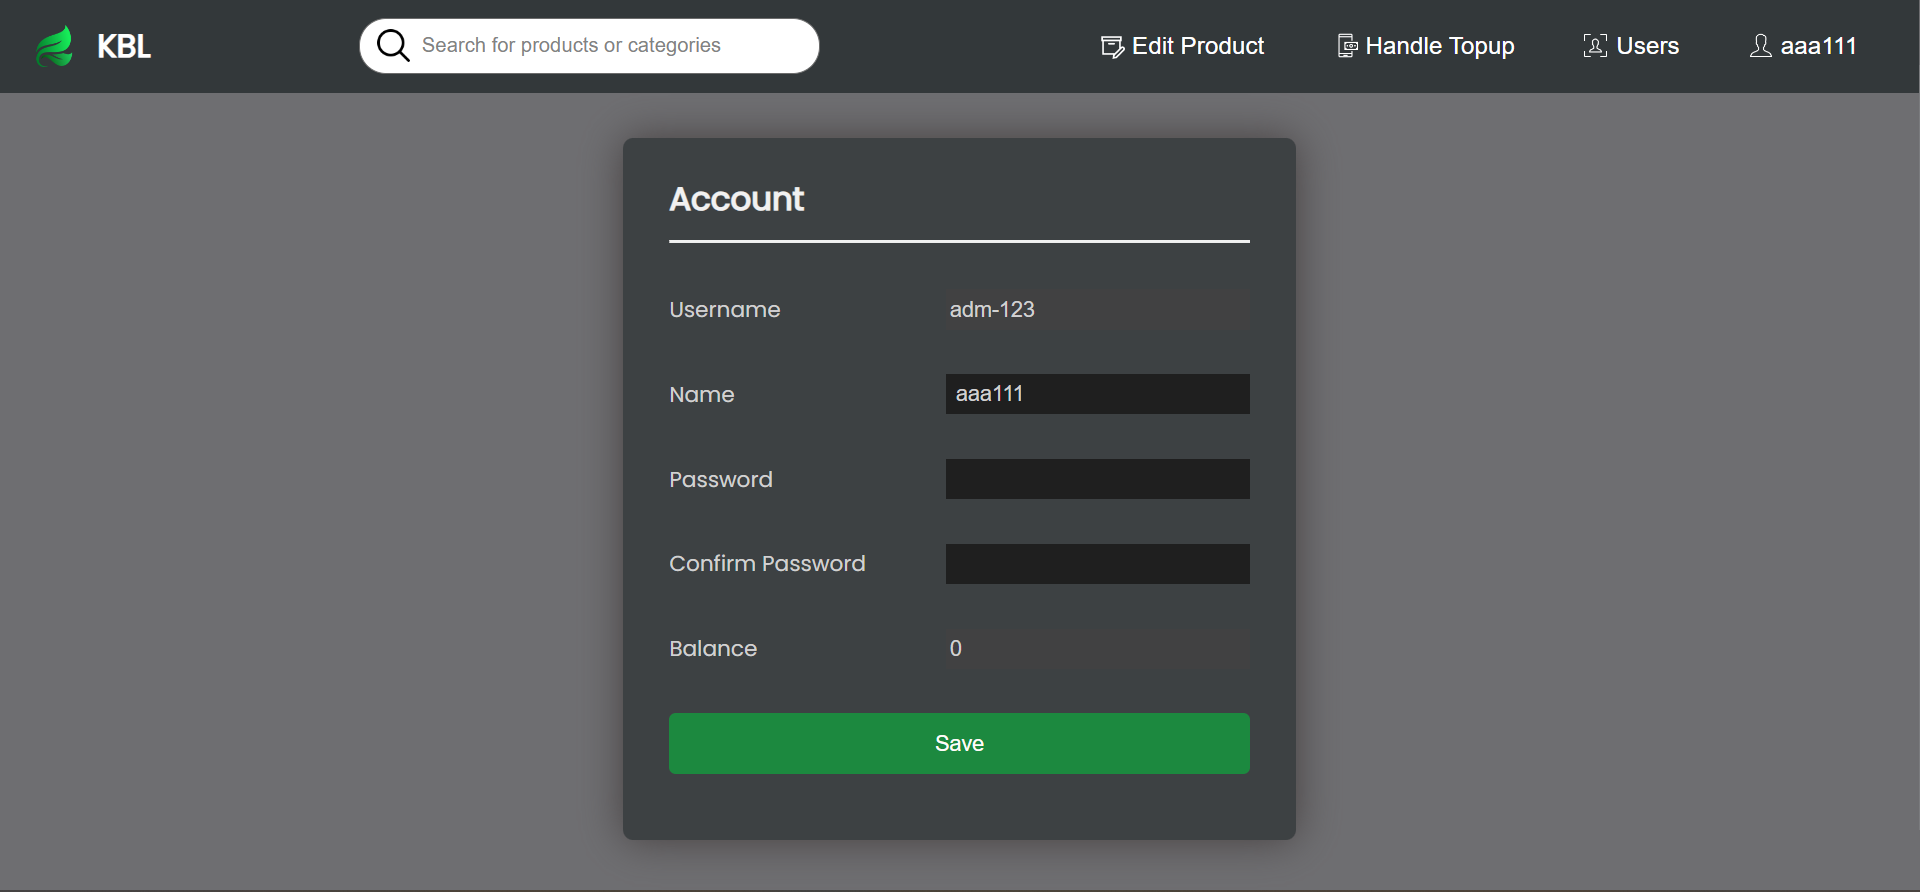 KBL
Search for products or categories
Edit Product
Handle Topup
Users
aaa111
Account
Username
adm-123
Name
aaa111
Password
Confirm Password
Balance
0
Save